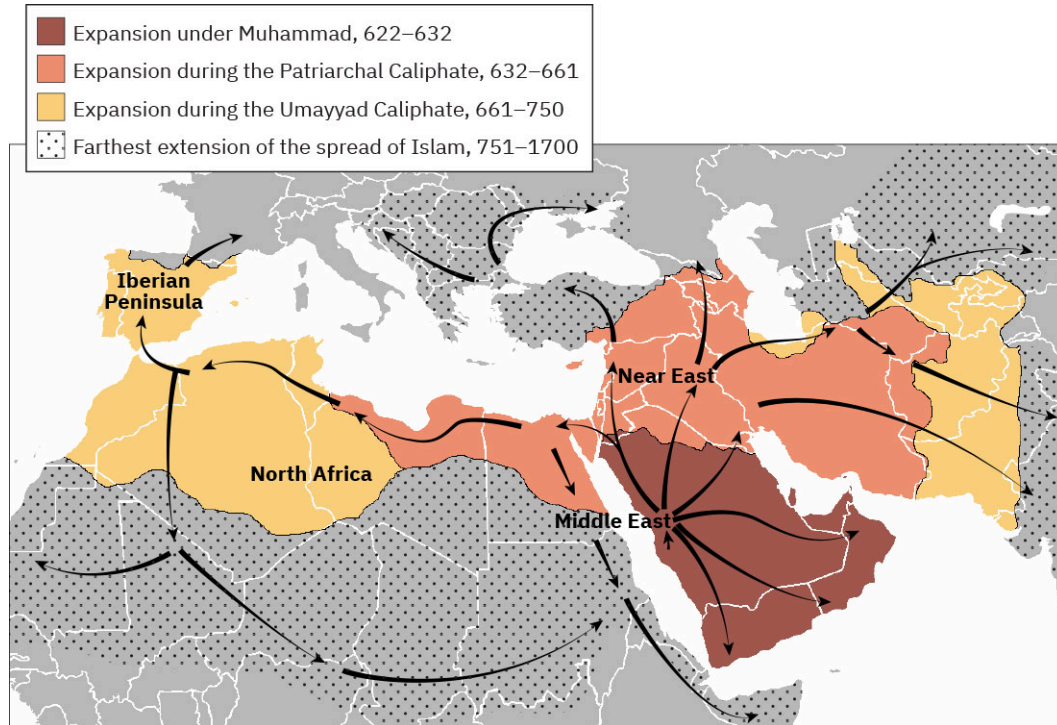 Expansion under Muhammad, 622–632
Expansion during the Patriarchal Caliphate, 632–661
Expansion during the Umayyad Caliphate, 661–750
Farthest extension of the spread of Islam, 751–1700
Iberian
Peninsula
Near East
North Africa
Middle East